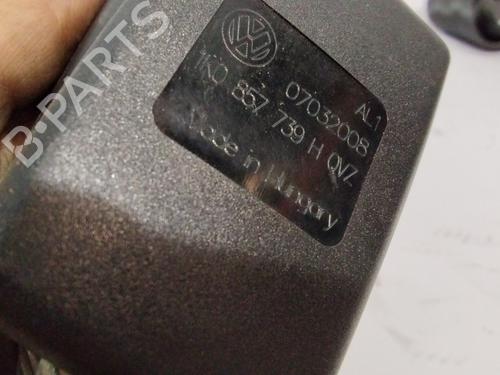 B-PARTS
AL1
07032008
1K0 857 739 H QVZ
Made in Hungary